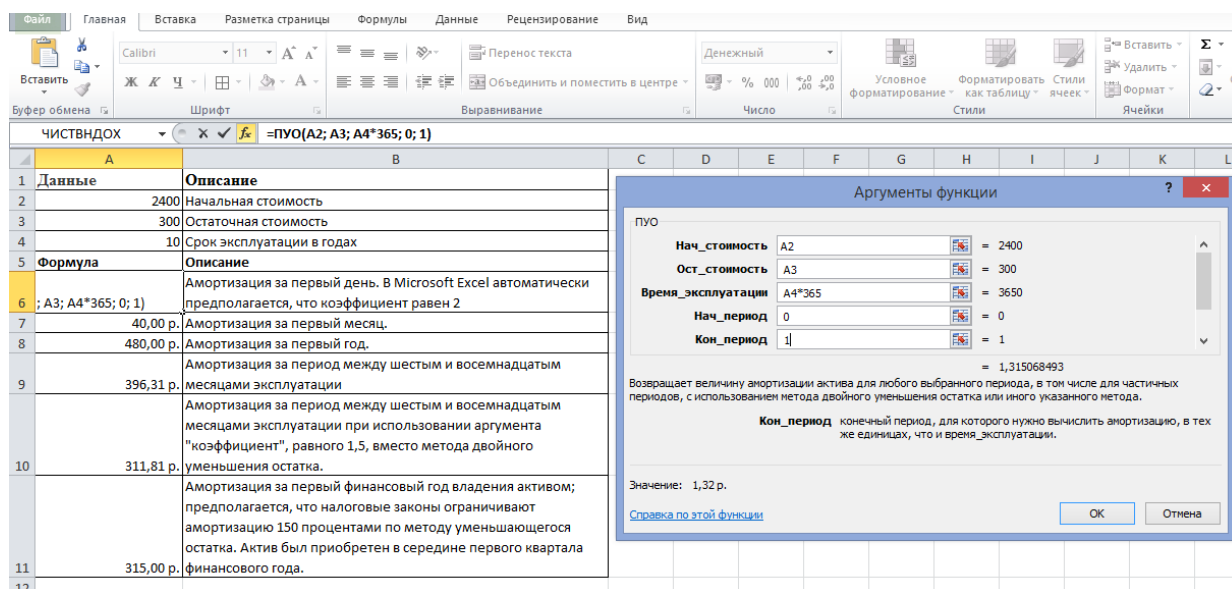 Файл Главная Вставка Разметка страницы Формулы Данные Рецензирование Вид
Calibri 11 A A Перенос текста Денежный Вставить Σ
Вставить Ж К Ч А Объединить и поместить в центре % 000 ,0 ,00 ,00 ,0 Условное форматирование Форматировать как таблицу Стили ячеек Удалить Формат
Буфер обмена Шрифт Выравнивание Число Стили Ячейки
ЧИСТВНДОХ fx =ПУО(A2; A3; A4*365; 0; 1)
A B C D E F G H I J K L
1 Данные Описание
2 2400 Начальная стоимость
3 300 Остаточная стоимость
4 10 Срок эксплуатации в годах
5 Формула Описание
Амортизация за первый день. В Microsoft Excel автоматически
6 ; A3; A4*365; 0; 1) предполагается, что коэффициент равен 2
7 40,00 р. Амортизация за первый месяц.
8 480,00 р. Амортизация за первый год.
Амортизация за период между шестым и восемнадцатым
9 396,31 р. месяцами эксплуатации
Амортизация за период между шестым и восемнадцатым
месяцами эксплуатации при использовании аргумента
"коэффициент", равного 1,5, вместо метода двойного
10 311,81 р. уменьшения остатка.
Амортизация за первый финансовый год владения активом;
предполагается, что налоговые законы ограничивают
амортизацию 150 процентами по методу уменьшающегося
остатка. Актив был приобретен в середине первого квартала
11 315,00 р. финансового года.
12
Аргументы функции ?
ПУО
Нач_стоимость A2 = 2400
Ост_стоимость A3 = 300
Время_эксплуатации A4*365 = 3650
Нач_период 0 = 0
Кон_период 1 = 1
= 1,315068493
Возвращает величину амортизации актива для любого выбранного периода, в том числе для частичных
периодов, с использованием метода двойного уменьшения остатка или иного указанного метода.
Кон_период конечный период, для которого нужно вычислить амортизацию, в тех
же единицах, что и время_эксплуатации.
Значение: 1,32 р.
Справка по этой функции ОК Отмена